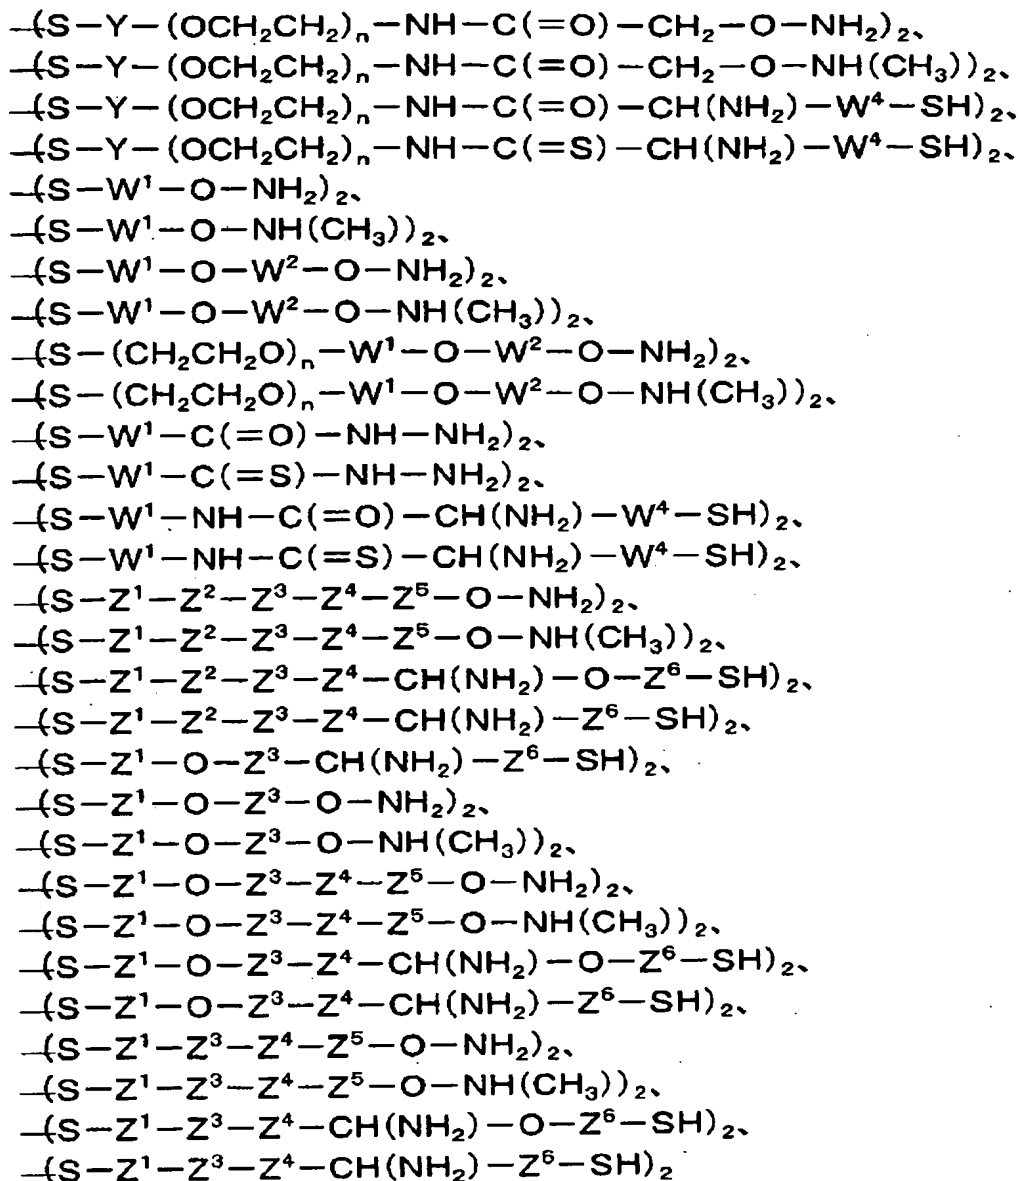 -(S-Y-(OCH₂CH₂)ₙ-NH-C(=O)-CH₂-O-NH₂)₂、
-(S-Y-(OCH₂CH₂)ₙ-NH-C(=O)-CH₂-O-NH(CH₃))₂、
-(S-Y-(OCH₂CH₂)ₙ-NH-C(=O)-CH(NH₂)-W⁴-SH)₂、
-(S-Y-(OCH₂CH₂)ₙ-NH-C(=S)-CH(NH₂)-W⁴-SH)₂、
-(S-W¹-O-NH₂)₂、
-(S-W¹-O-NH(CH₃))₂、
-(S-W¹-O-W²-O-NH₂)₂、
-(S-W¹-O-W²-O-NH(CH₃))₂、
-(S-(CH₂CH₂O)ₙ-W¹-O-W²-O-NH₂)₂、
-(S-(CH₂CH₂O)ₙ-W¹-O-W²-O-NH(CH₃))₂、
-(S-W¹-C(=O)-NH-NH₂)₂、
-(S-W¹-C(=S)-NH-NH₂)₂、
-(S-W¹-NH-C(=O)-CH(NH₂)-W⁴-SH)₂、
-(S-W¹-NH-C(=S)-CH(NH₂)-W⁴-SH)₂、
-(S-Z¹-Z²-Z³-Z⁴-Z⁵-O-NH₂)₂、
-(S-Z¹-Z²-Z³-Z⁴-Z⁵-O-NH(CH₃))₂、
-(S-Z¹-Z²-Z³-Z⁴-CH(NH₂)-O-Z⁶-SH)₂、
-(S-Z¹-Z²-Z³-Z⁴-CH(NH₂)-Z⁶-SH)₂、
-(S-Z¹-O-Z³-CH(NH₂)-Z⁶-SH)₂、
-(S-Z¹-O-Z³-O-NH₂)₂、
-(S-Z¹-O-Z³-O-NH(CH₃))₂、
-(S-Z¹-O-Z³-Z⁴-Z⁵-O-NH₂)₂、
-(S-Z¹-O-Z³-Z⁴-Z⁵-O-NH(CH₃))₂、
-(S-Z¹-O-Z³-Z⁴-CH(NH₂)-O-Z⁶-SH)₂、
-(S-Z¹-O-Z³-Z⁴-CH(NH₂)-Z⁶-SH)₂、
-(S-Z¹-Z³-Z⁴-Z⁵-O-NH₂)₂、
-(S-Z¹-Z³-Z⁴-Z⁵-O-NH(CH₃))₂、
-(S-Z¹-Z³-Z⁴-CH(NH₂)-O-Z⁶-SH)₂、
-(S-Z¹-Z³-Z⁴-CH(NH₂)-Z⁶-SH)₂